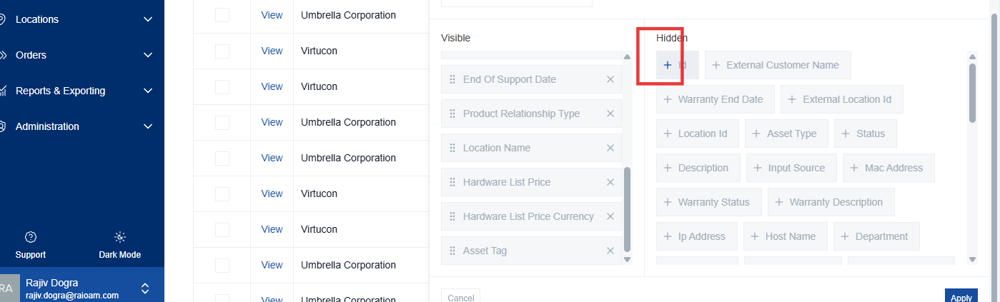 Locations
Orders
Reports & Exporting
Administration
Support
Dark Mode
RA
Rajiv Dogra
rajiv.dogra@raioam.com
View Umbrella Corporation
View Virtucon
View Virtucon
View Umbrella Corporation
View Umbrella Corporation
View Virtucon
View Virtucon
View Umbrella Corporation
View Umbrella Corporation
Visible
End Of Support Date
Product Relationship Type
Location Name
Hardware List Price
Hardware List Price Currency
Asset Tag
Hidden
Id External Customer Name
Warranty End Date External Location Id
Location Id Asset Type Status
Description Input Source Mac Address
Warranty Status Warranty Description
Ip Address Host Name Department
Cancel
Apply